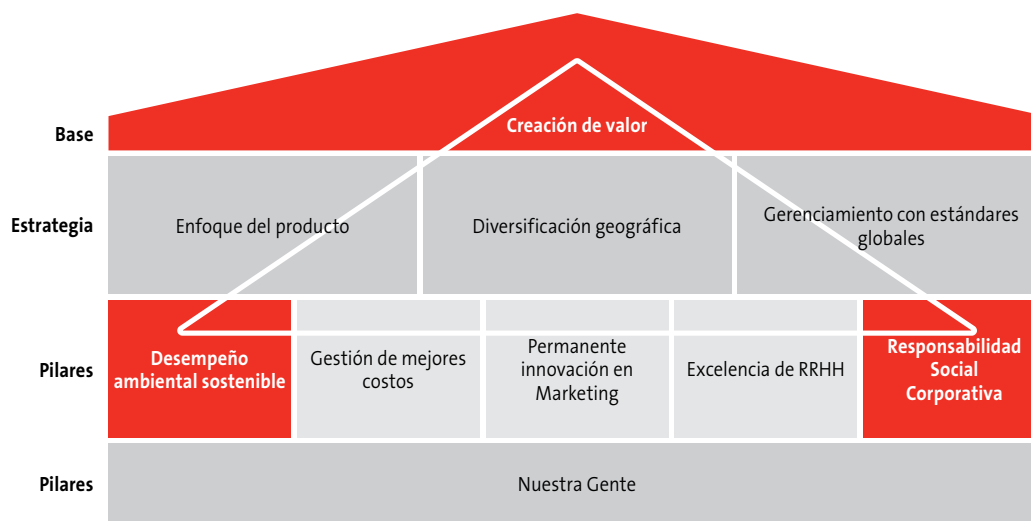 Base
Creación de valor
Estrategia
Enfoque del producto
Diversificación geográfica
Gerenciamiento con estándares
globales
Pilares
Desempeño
ambiental sostenible
Gestión de mejores
costos
Permanente
innovación en
Marketing
Excelencia de RRHH
Responsabilidad
Social
Corporativa
Pilares
Nuestra Gente